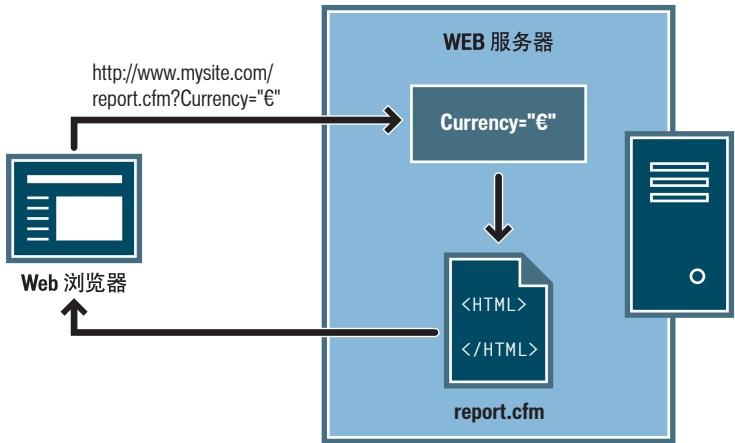 WEB 服务器
http://www.mysite.com/
report.cfm?Currency="€"
Currency="€"
Web 浏览器
<HTML>
</HTML>
report.cfm